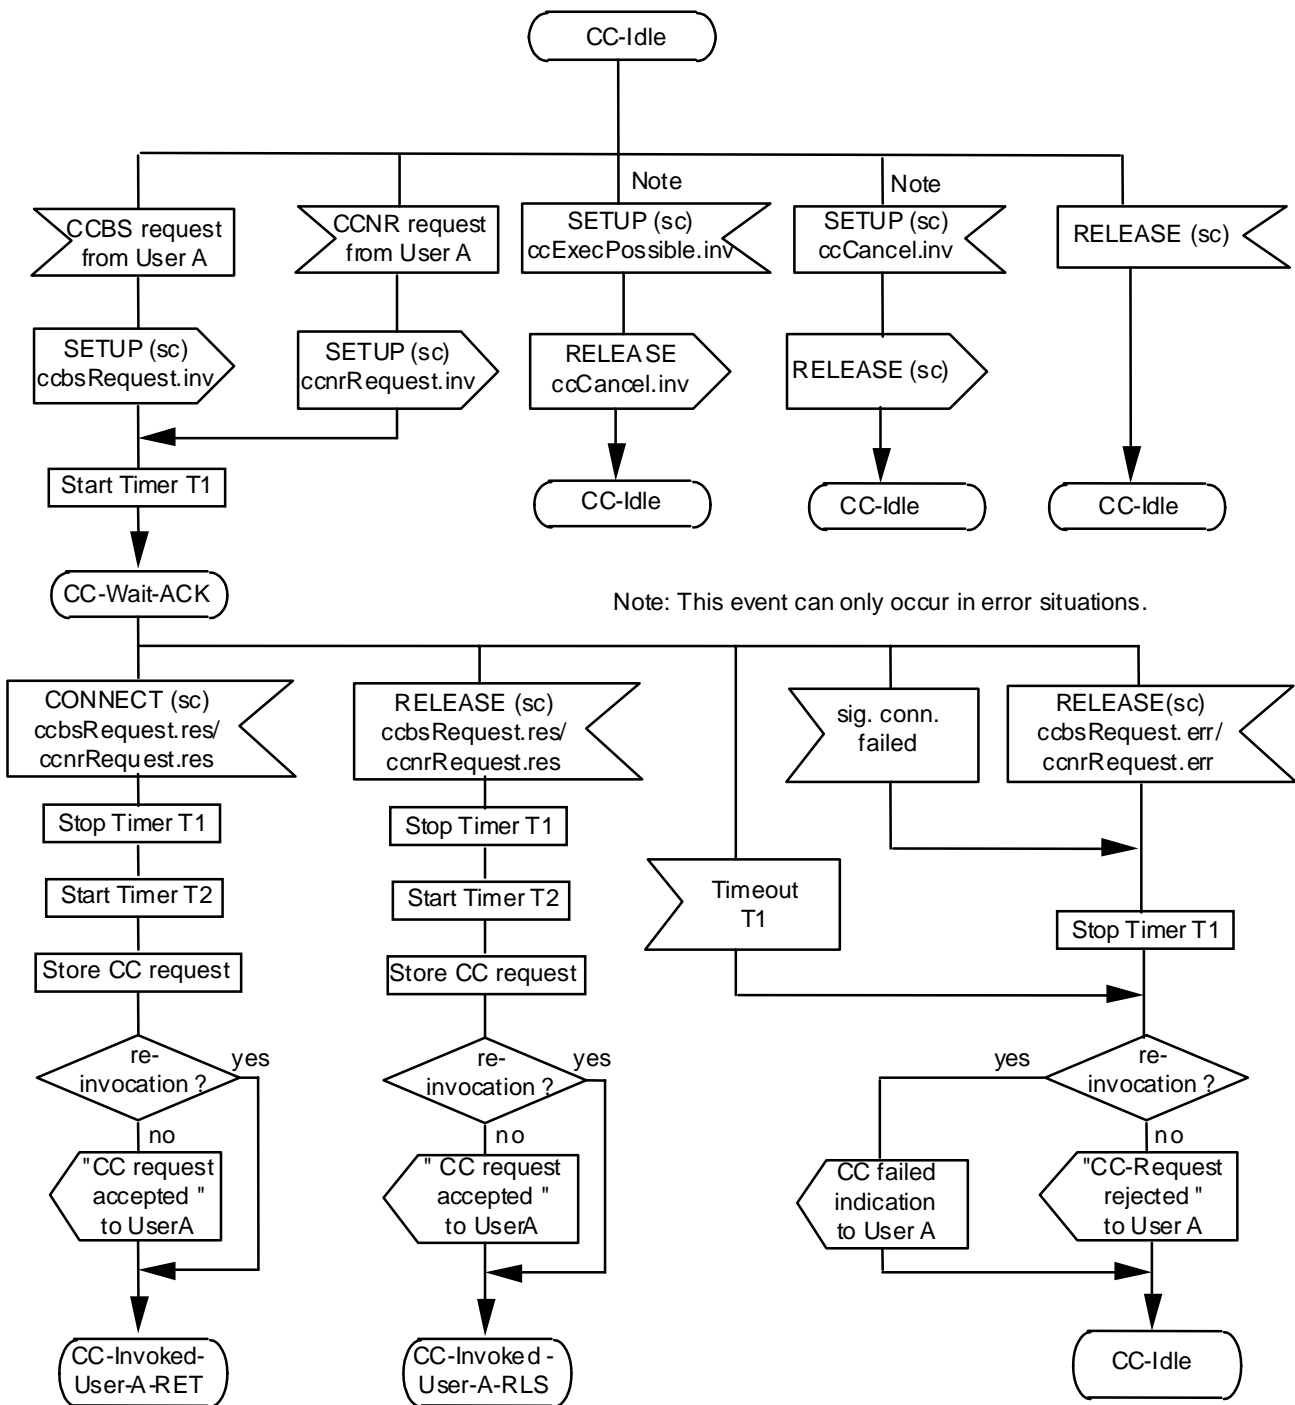 CC-Idle
Note
Note
CCBS request
from User A
CCNR request
from User A
SETUP (sc)
ccExecPossible.inv
SETUP (sc)
ccCancel.inv
RELEASE (sc)
SETUP (sc)
ccbsRequest.inv
SETUP (sc)
ccnrRequest.inv
RELEASE
ccCancel.inv
RELEASE (sc)
Start Timer T1
CC-Idle
CC-Idle
CC-Idle
CC-Wait-ACK
Note: This event can only occur in error situations.
CONNECT (sc)
ccbsRequest.res/
ccnrRequest.res
RELEASE (sc)
ccbsRequest.res/
ccnrRequest.res
sig. conn.
failed
RELEASE(sc)
ccbsRequest. err/
ccnrRequest. err
Stop Timer T1
Stop Timer T1
Start Timer T2
Start Timer T2
Timeout
T1
Stop Timer T1
Store CC request
Store CC request
re-
invocation ?
yes
re-
invocation ?
yes
yes
re-
invocation ?
no
no
no
"CC request
accepted "
to UserA
" CC request
accepted "
to UserA
CC failed
indication
to User A
"CC-Request
rejected "
to User A
CC-Invoked-
User-A-RET
CC-Invoked -
User-A-RLS
CC-Idle